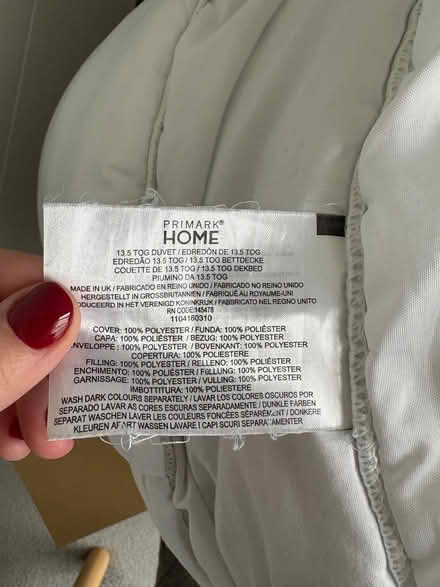 PRIMARK®
HOME
13.5 TOG DUVET / EDREDÓN DE 13.5 TOG
EDREDÃO 13.5 TOG / 13.5 TOG BETTDECKE
COUETTE DE 13.5 TOG / 13.5 TOG DEKBED
PIUMINO DA 13.5 TOG
MADE IN UK / FABRICADO EN REINO UNIDO / FABRICADO NO REINO UNIDO
HERGESTELLT IN GROSSBRITANNIEN / FABRIQUÉ AU ROYAUME-UNI
GEPRODUCEERD IN HET VERENIGD KONINKRIJK / FABBRICATO NEL REGNO UNITO
RN CODE:145478
1104160310
COVER: 100% POLYESTER / FUNDA: 100% POLIÉSTER
CAPA: 100% POLIÉSTER / BEZUG: 100% POLYESTER
ENVELOPPE : 100% POLYESTER / BOVENKANT: 100% POLYESTER
COPERTURA: 100% POLIESTERE
FILLING: 100% POLYESTER / RELLENO: 100% POLIÉSTER
ENCHIMENTO: 100% POLIÉSTER / FÜLLUNG: 100% POLYESTER
GARNISSAGE: 100% POLYESTER / VULLING: 100% POLYESTER
IMBOTTITURA: 100% POLIESTERE
WASH DARK COLOURS SEPARATELY / LAVAR LOS COLORES OSCUROS POR
SEPARADO LAVAR AS CORES ESCURAS SEPARADAMENTE / DUNKLE FARBEN
SEPARAT WASCHEN LAVER LES COULEURS FONCÉES SÉPARÉMENT / DONKERE
KLEUREN APART WASSEN LAVARE I CAPI SCURI SEPARATAMENTE